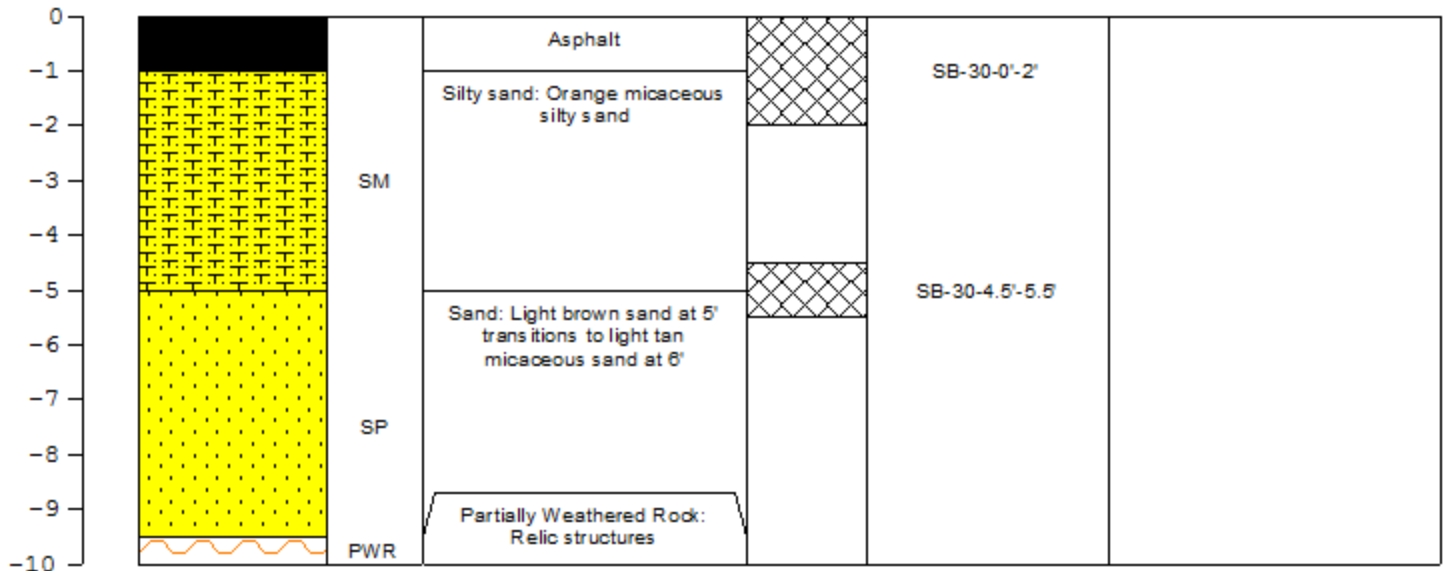 0
Asphalt
-1
SB-30-0'-2'
Silty sand: Orange micaceous
silty sand
-2
-3
SM
-4
-5
SB-30-4.5'-5.5'
Sand: Light brown sand at 5'
transitions to light tan
micaceous sand at 6'
-6
-7
SP
-8
-9
Partially Weathered Rock:
Relic structures
PWR
-10